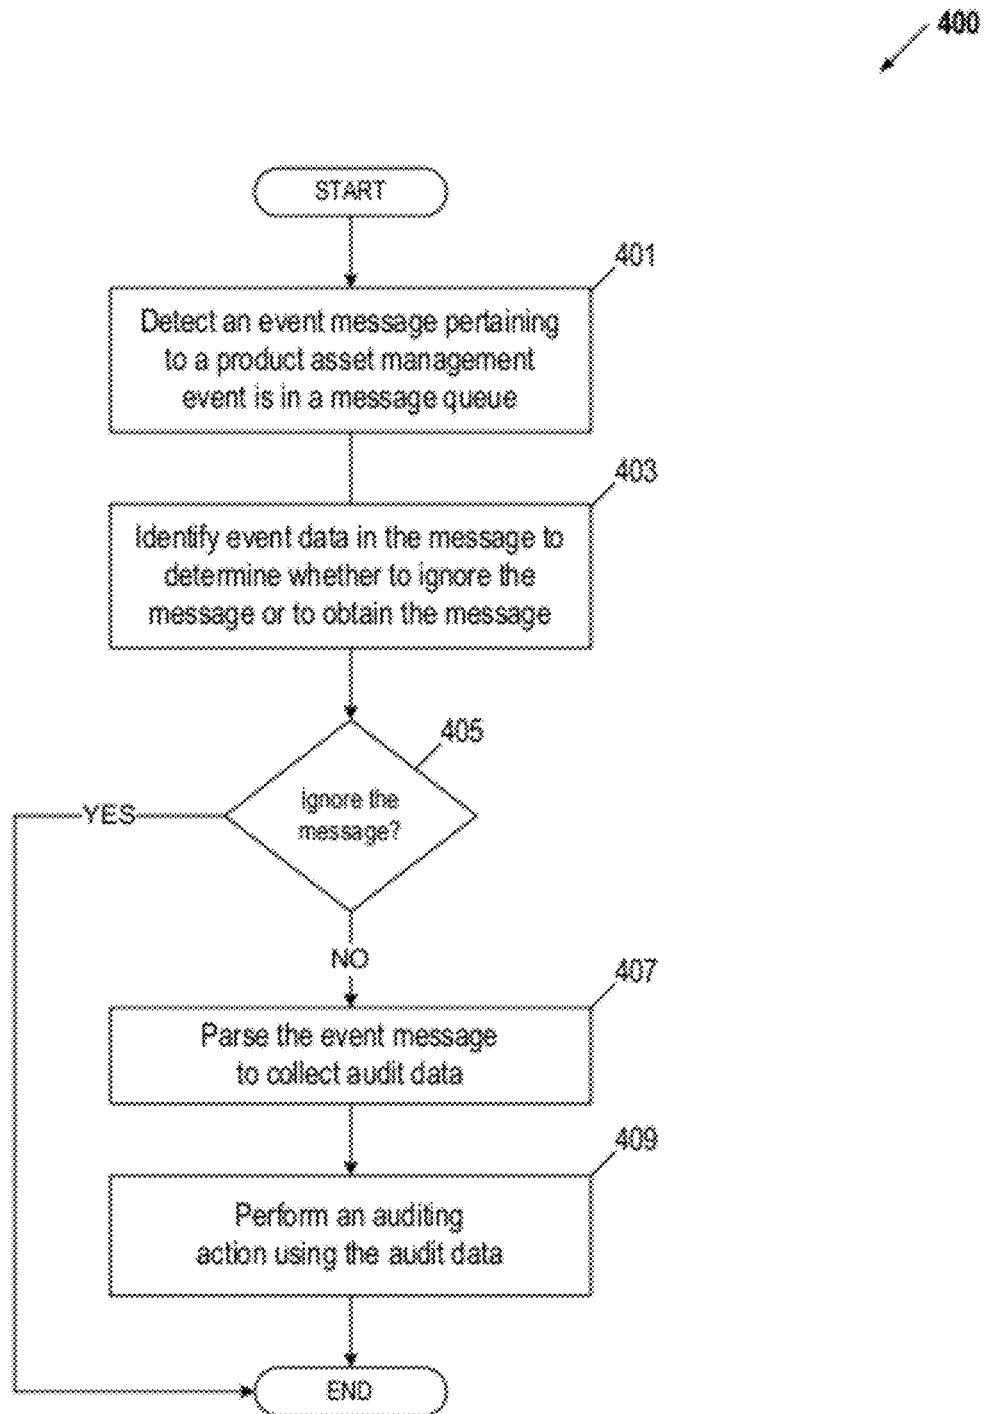 400
START
401
Detect an event message pertaining
to a product asset management
event is in a message queue
403
Identify event data in the message to
determine whether to ignore the
message or to obtain the message
405
ignore the
message?
YES
NO
407
Parse the event message
to collect audit data
409
Perform an auditing
action using the audit data
END